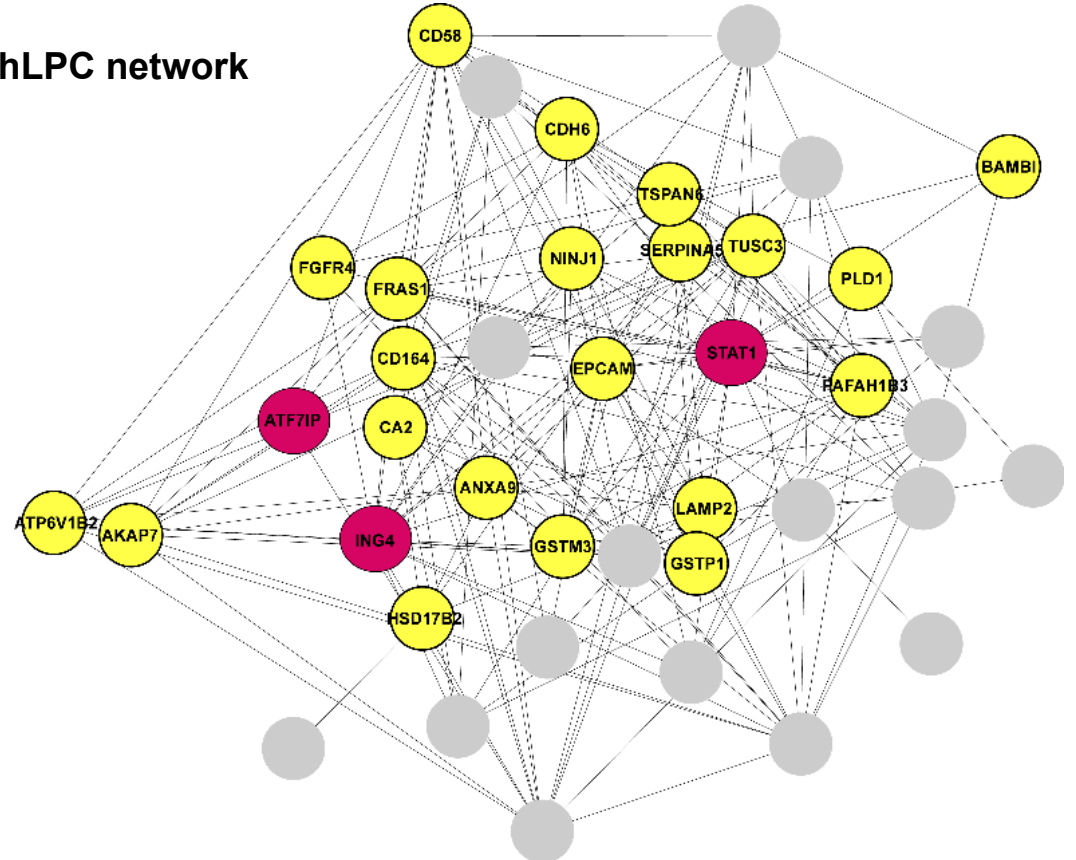 CD58
hLPC network
CDH6
BAMBI
TSPAN6
TUSC3
SERPINA5
NINJ1
FGFR4
PLD1
FRAS1
STAT1
CD164
EPCAM
PAFAH1B3
ATF7IP
CA2
ANXA9
LAMP2
ATP6V1B2
AKAP7
ING4
GSTM3
GSTP1
HSD17B2